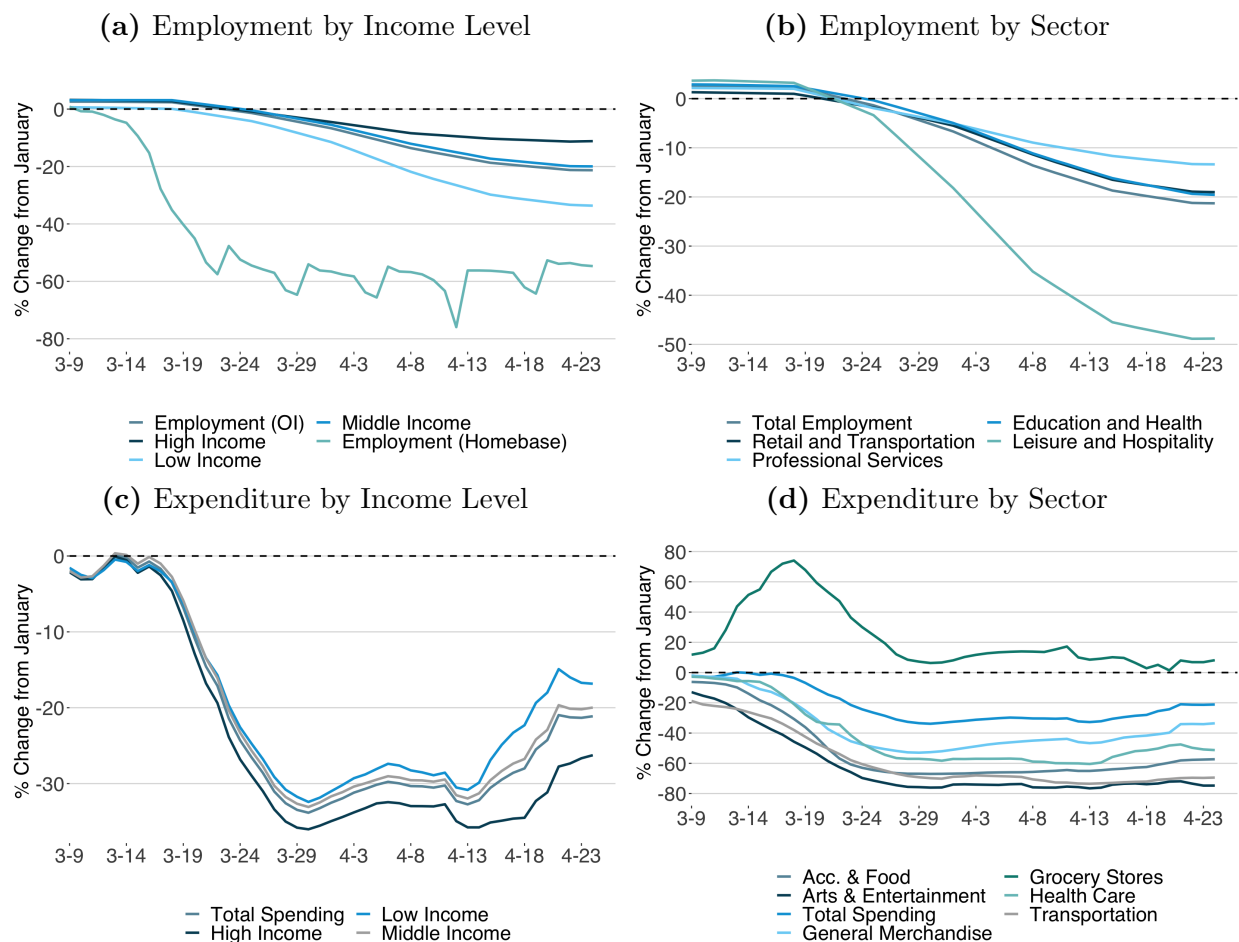 (a) Employment by Income Level
% Change from January
0
-20
-40
-60
-80
3-9 3-14 3-19 3-24 3-29 4-3 4-8 4-13 4-18 4-23
Employment (OI) Middle Income
High Income Employment (Homebase)
Low Income
(b) Employment by Sector
% Change from January
0
-10
-20
-30
-40
-50
3-9 3-14 3-19 3-24 3-29 4-3 4-8 4-13 4-18 4-23
Total Employment Education and Health
Retail and Transportation Leisure and Hospitality
Professional Services
(c) Expenditure by Income Level
% Change from January
0
-10
-20
-30
3-9 3-14 3-19 3-24 3-29 4-3 4-8 4-13 4-18 4-23
Total Spending Low Income
High Income Middle Income
(d) Expenditure by Sector
% Change from January
80
60
40
20
0
-20
-40
-60
-80
3-9 3-14 3-19 3-24 3-29 4-3 4-8 4-13 4-18 4-23
Acc. & Food Grocery Stores
Arts & Entertainment Health Care
Total Spending Transportation
General Merchandise